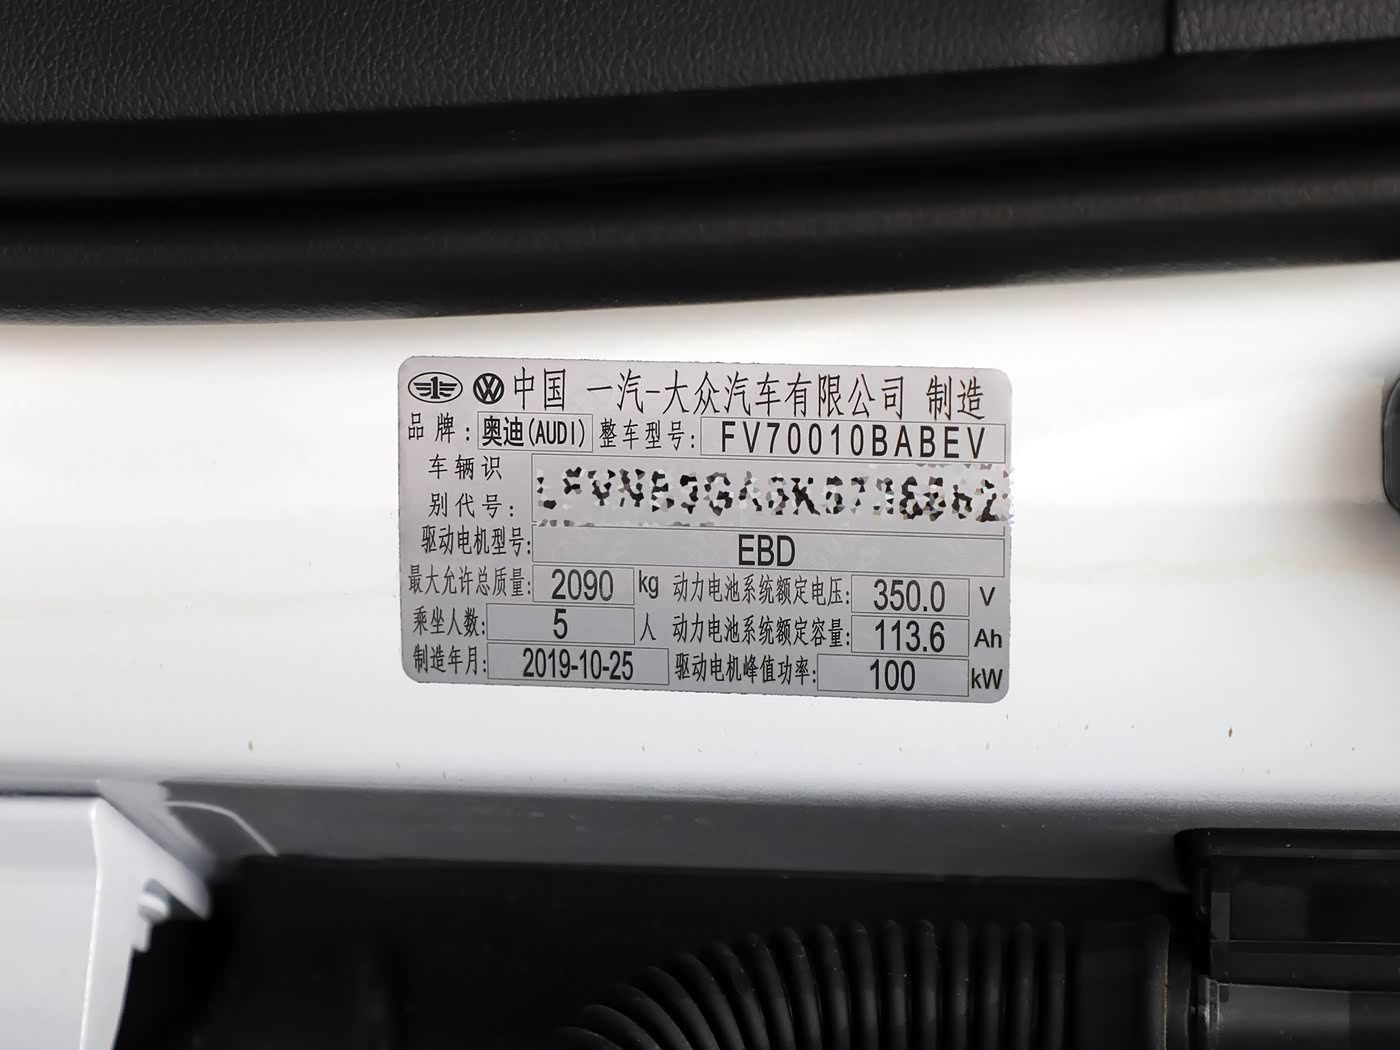 中国 一汽-大众汽车有限公司 制造
品牌:奥迪(AUDI) 整车型号:FV70010BABEV
车辆识
别代号:
驱动电机型号:EBD
最大允许总质量:2090 kg 动力电池系统额定电压:350.0 V
乘坐人数:5 人 动力电池系统额定容量:113.6 Ah
制造年月:2019-10-25 驱动电机峰值功率:100 kW